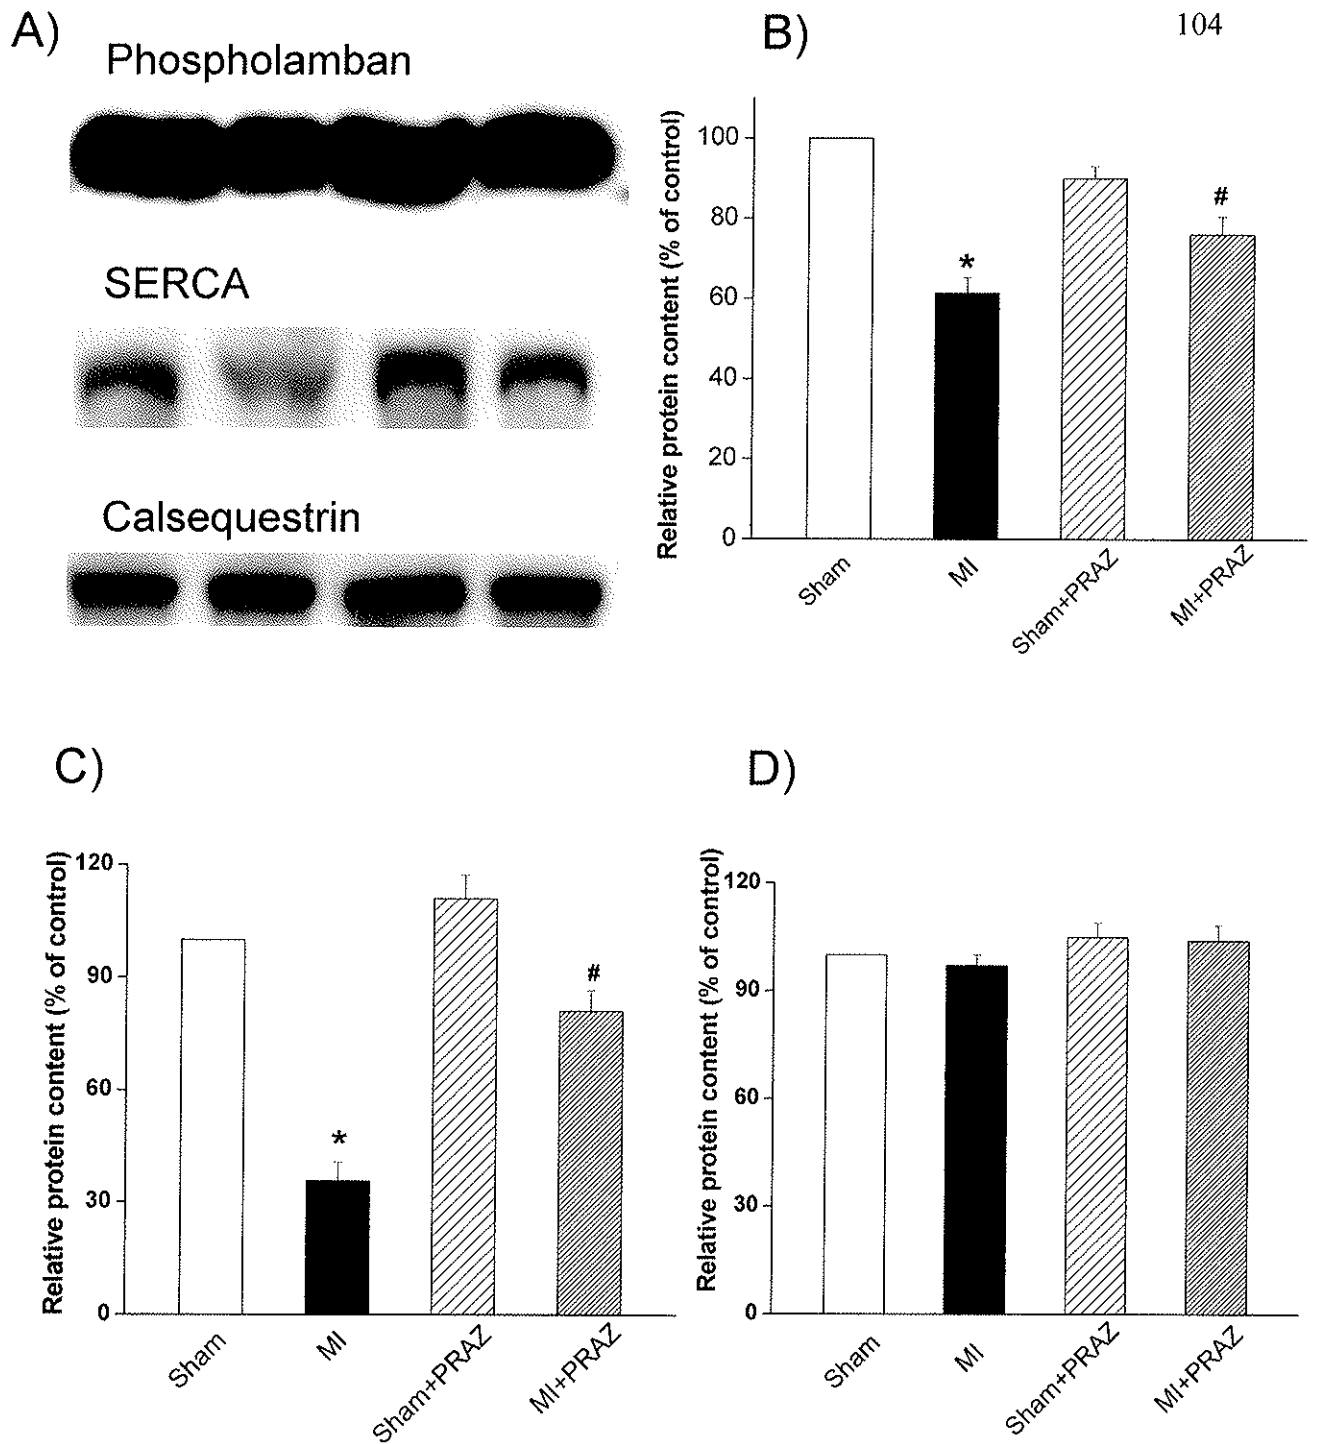 104
A)
Phospholamban
SERCA
Calsequestrin
B)
Relative protein content (% of control)
100
80
60
40
20
0
*
#
Sham
MI
Sham+PRAZ
MI+PRAZ
C)
Relative protein content (% of control)
120
90
60
30
0
*
#
Sham
MI
Sham+PRAZ
MI+PRAZ
D)
Relative protein content (% of control)
120
90
60
30
0
Sham
MI
Sham+PRAZ
MI+PRAZ